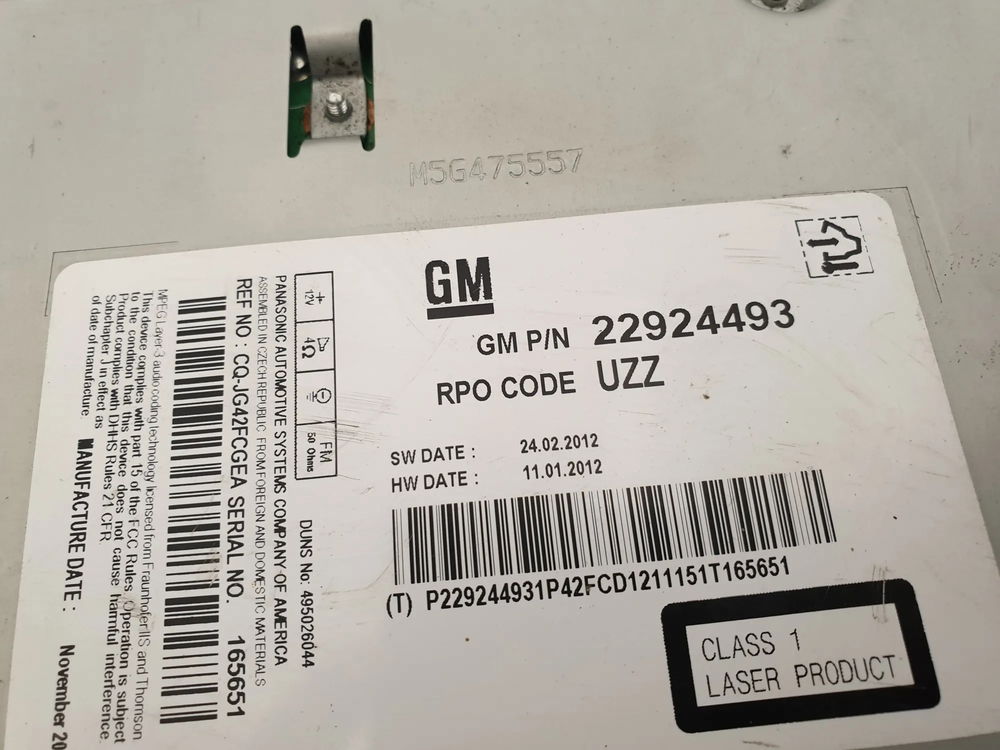 M5G475557
GM
GM P/N 22924493
RPO CODE UZZ
SW DATE : 24.02.2012
HW DATE : 11.01.2012
(T) P229244931P42FCD1211151T165651
CLASS 1
LASER PRODUCT
+ 12V
4Ω
FM 50 Ohms
DUNS No: 495026044
PANASONIC AUTOMOTIVE SYSTEMS COMPANY OF AMERICA
ASSEMBLED IN CZECH REPUBLIC FROM FOREIGN AND DOMESTIC MATERIALS
REF NO : CQ-JG42FCGEA SERIAL NO. 165651
MPEG Layer-3 audio coding technology licensed from Fraunhofer IIS and Thomson
This device complies with part 15 of the FCC Rules. Operation is subject
to the condition that this device does not cause harmful interference.
Product complies with DHHS Rules 21 CFR
Subchapter J in effect as
of date of manufacture.
MANUFACTURE DATE : November 20